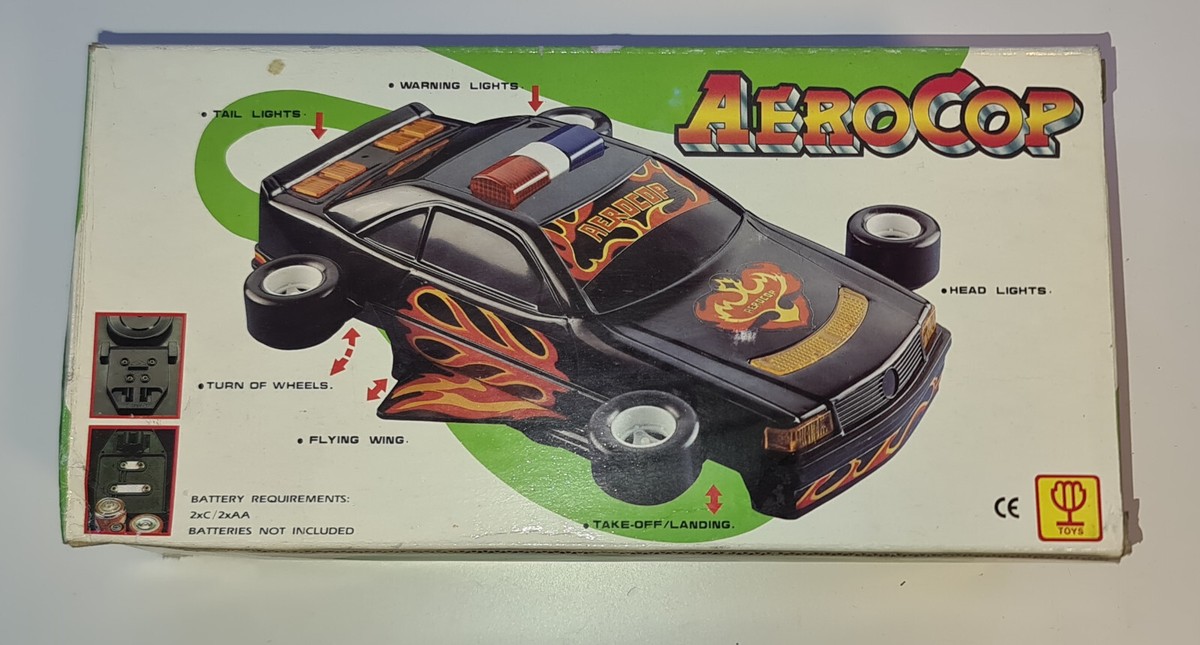 • WARNING LIGHTS
• TAIL LIGHTS
AEROCOP
AEROCOP
• HEAD LIGHTS.
AEROCOP
• TURN OF WHEELS.
• FLYING WING.
BATTERY REQUIREMENTS:
2xC/2xAA
BATTERIES NOT INCLUDED
• TAKE-OFF/LANDING.
CE
TOYS